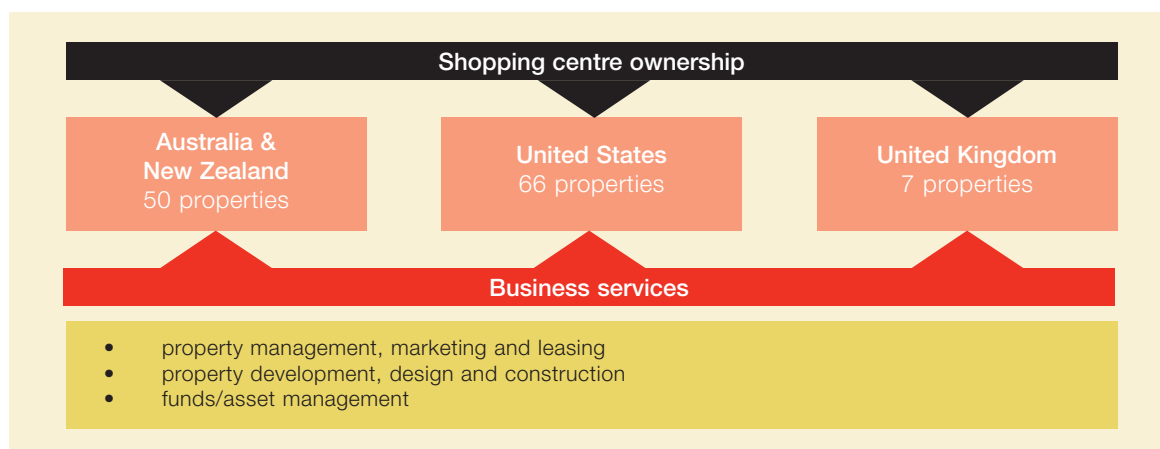 Shopping centre ownership
Australia &
New Zealand
50 properties
United States
66 properties
United Kingdom
7 properties
Business services
• property management, marketing and leasing
• property development, design and construction
• funds/asset management